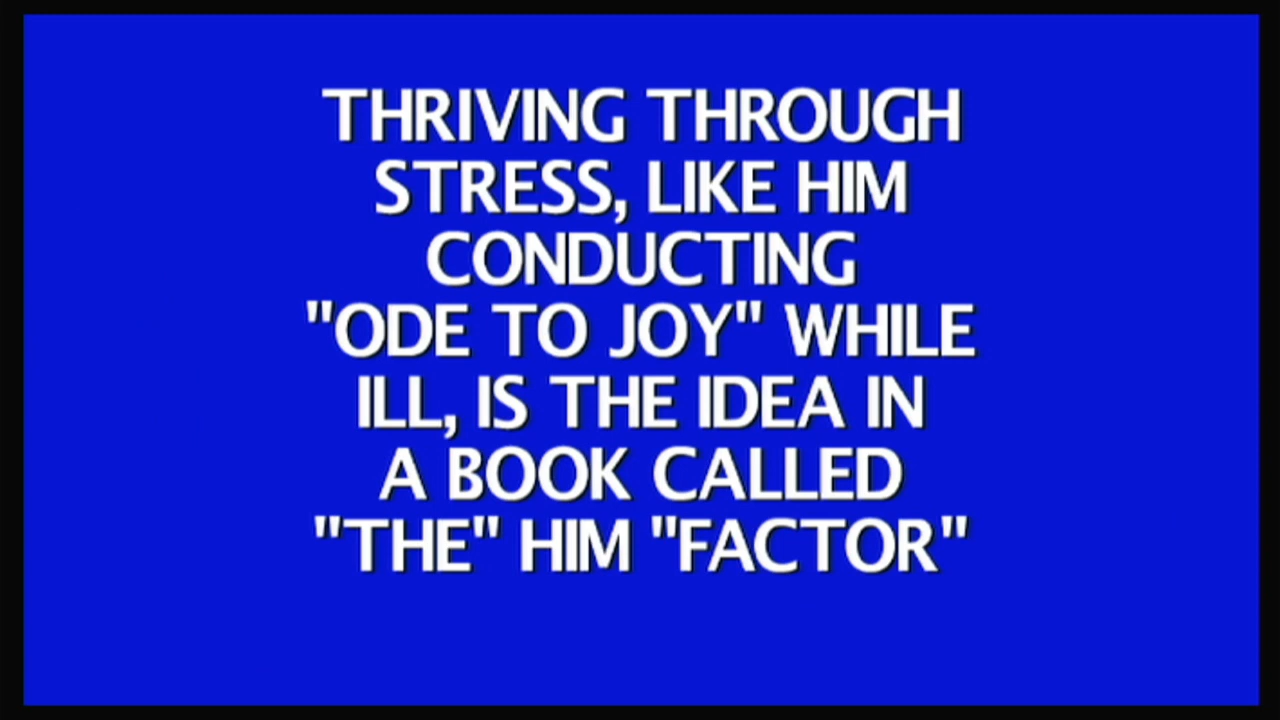 THRIVING THROUGH
STRESS, LIKE HIM
CONDUCTING
"ODE TO JOY" WHILE
ILL, IS THE IDEA IN
A BOOK CALLED
"THE" HIM "FACTOR"